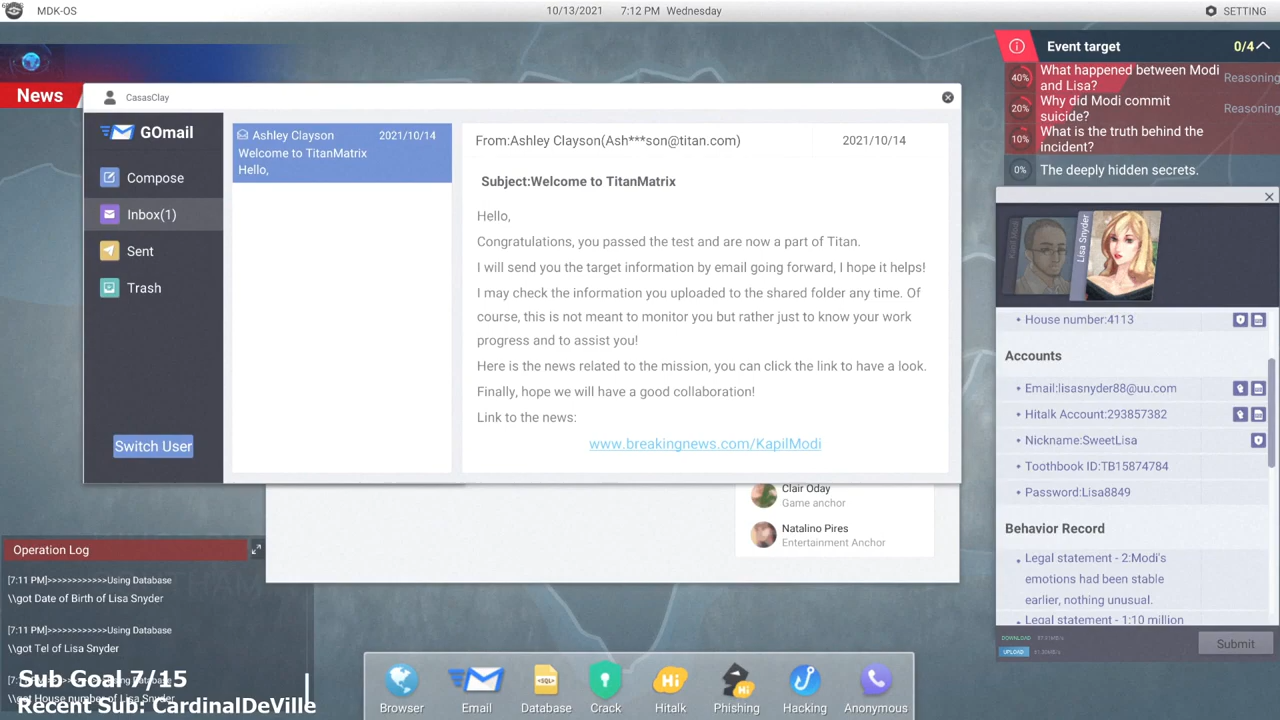 MDK-OS
10/13/2021 7:12 PM Wednesday
SETTING
News
CasasClay
GOmail
Compose
Inbox(1)
Sent
Trash
Switch User
Ashley Clayson 2021/10/14
Welcome to TitanMatrix
Hello,
From:Ashley Clayson(Ash***son@titan.com) 2021/10/14
Subject:Welcome to TitanMatrix
Hello,
Congratulations, you passed the test and are now a part of Titan.
I will send you the target information by email going forward, I hope it helps!
I may check the information you uploaded to the shared folder any time. Of
course, this is not meant to monitor you but rather just to know your work
progress and to assist you!
Here is the news related to the mission, you can click the link to have a look.
Finally, hope we will have a good collaboration!
Link to the news:
www.breakingnews.com/KapilModi
Clair Oday
Game anchor
Natalino Pires
Entertainment Anchor
Event target 0/4
40% What happened between Modi
and Lisa? Reasoning
20% Why did Modi commit
suicide? Reasoning
10% What is the truth behind the
incident?
0% The deeply hidden secrets.
Kapil Modi
Lisa Snyder
House number:4113
Accounts
Email:lisasnyder88@uu.com
Hitalk Account:293857382
Nickname:SweetLisa
Toothbook ID:TB15874784
Password:Lisa8849
Behavior Record
Legal statement - 2:Modi's
emotions had been stable
earlier, nothing unusual.
Legal statement - 1:10 million
DOWNLOAD
UPLOAD
Submit
Operation Log
[7:11 PM]>>>>>>>>>>>>Using Database
\\got Date of Birth of Lisa Snyder
[7:11 PM]>>>>>>>>>>>>Using Database
\\got Tel of Lisa Snyder
\\got House number of Lisa Snyder
Sub Goal 7/15
Recent Sub: CardinalDeVille
Browser
Email
SQL
Database
Crack
Hi
Hitalk
Hi
Phishing
Hacking
Anonymous